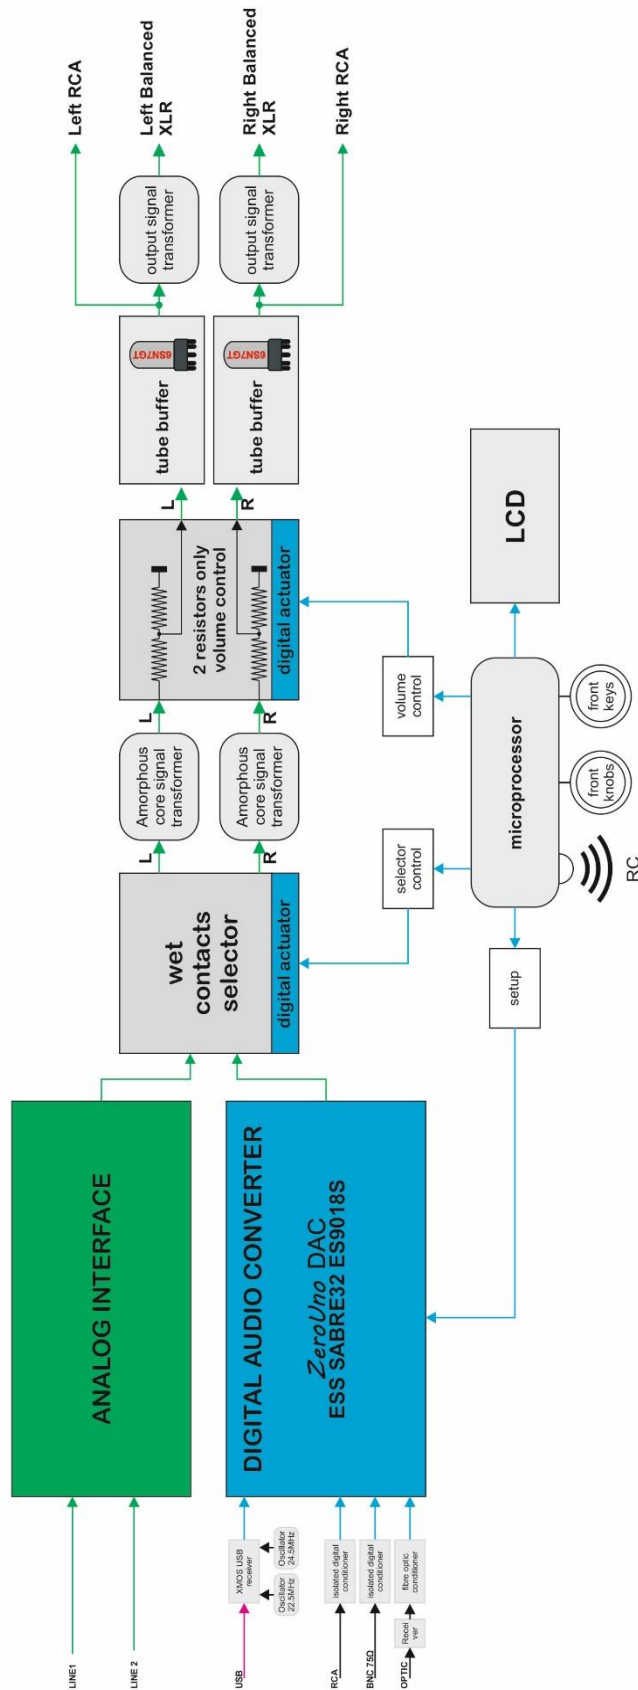 LINE1
LINE 2
ANALOG INTERFACE
USB
XMOS USB
receiver
Oscillator
22.5MHz
Oscillator
24.5MHz
RCA
isolated digital
conditioner
BNC 75Ω
isolated digital
conditioner
OPTIC
Recei
ver
fibre optic
conditioner
DIGITAL AUDIO CONVERTER
ZeroUno DAC
ESS SABRE32 ES9018S
wet
contacts
selector
digital actuator
L
R
Amorphous
core signal
transformer
Amorphous
core signal
transformer
L
R
2 resistors only
volume control
digital actuator
L
R
6SN7GT
tube buffer
6SN7GT
tube buffer
output signal
transformer
output signal
transformer
Left RCA
Left Balanced
XLR
Right Balanced
XLR
Right RCA
setup
selector
control
volume
control
microprocessor
RC
front
knobs
front
keys
LCD